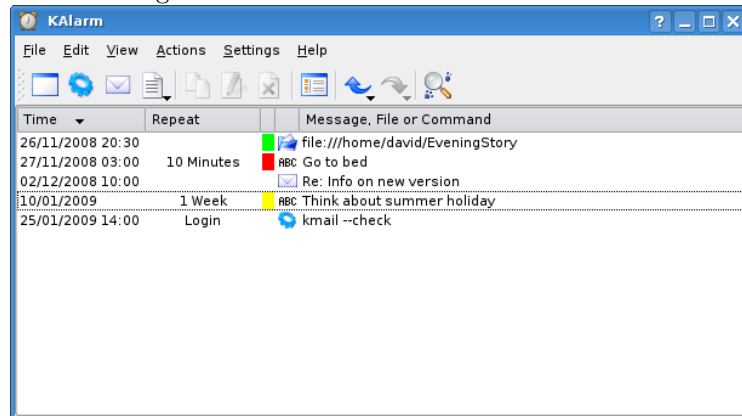 KAlarm
File Edit View Actions Settings Help
Time Repeat Message, File or Command
26/11/2008 20:30 file:///home/david/EveningStory
27/11/2008 03:00 10 Minutes ABC Go to bed
02/12/2008 10:00 Re: Info on new version
10/01/2009 1 Week ABC Think about summer holiday
25/01/2009 14:00 Login kmail --check